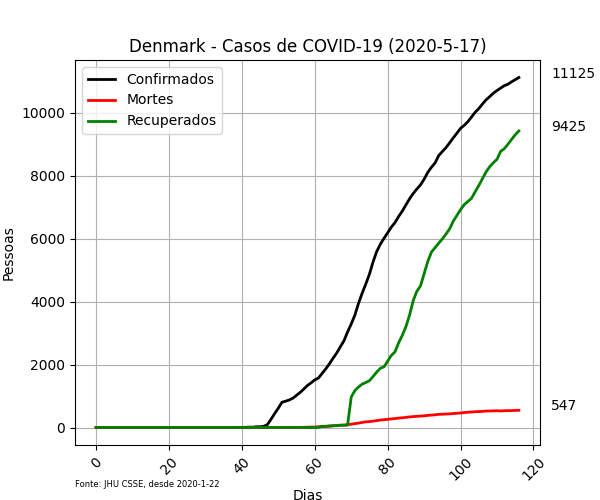 Denmark - Casos de COVID-19 (2020-5-17)
Confirmados
Mortes
Recuperados
11125
9425
547
Pessoas
10000
8000
6000
4000
2000
0
0
20
40
60
80
100
120
Dias
Fonte: JHU CSSE, desde 2020-1-22